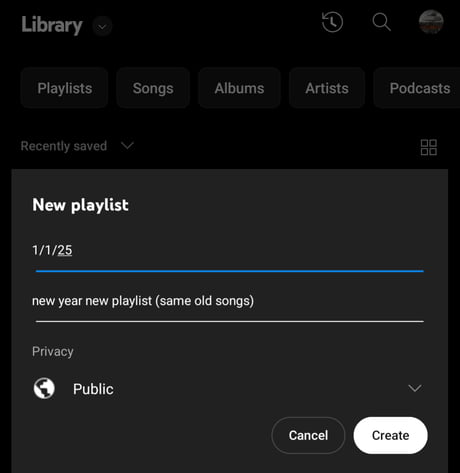 Library
Playlists Songs Albums Artists Podcasts
Recently saved
New playlist
1/1/25
new year new playlist (same old songs)
Privacy
Public
Cancel Create